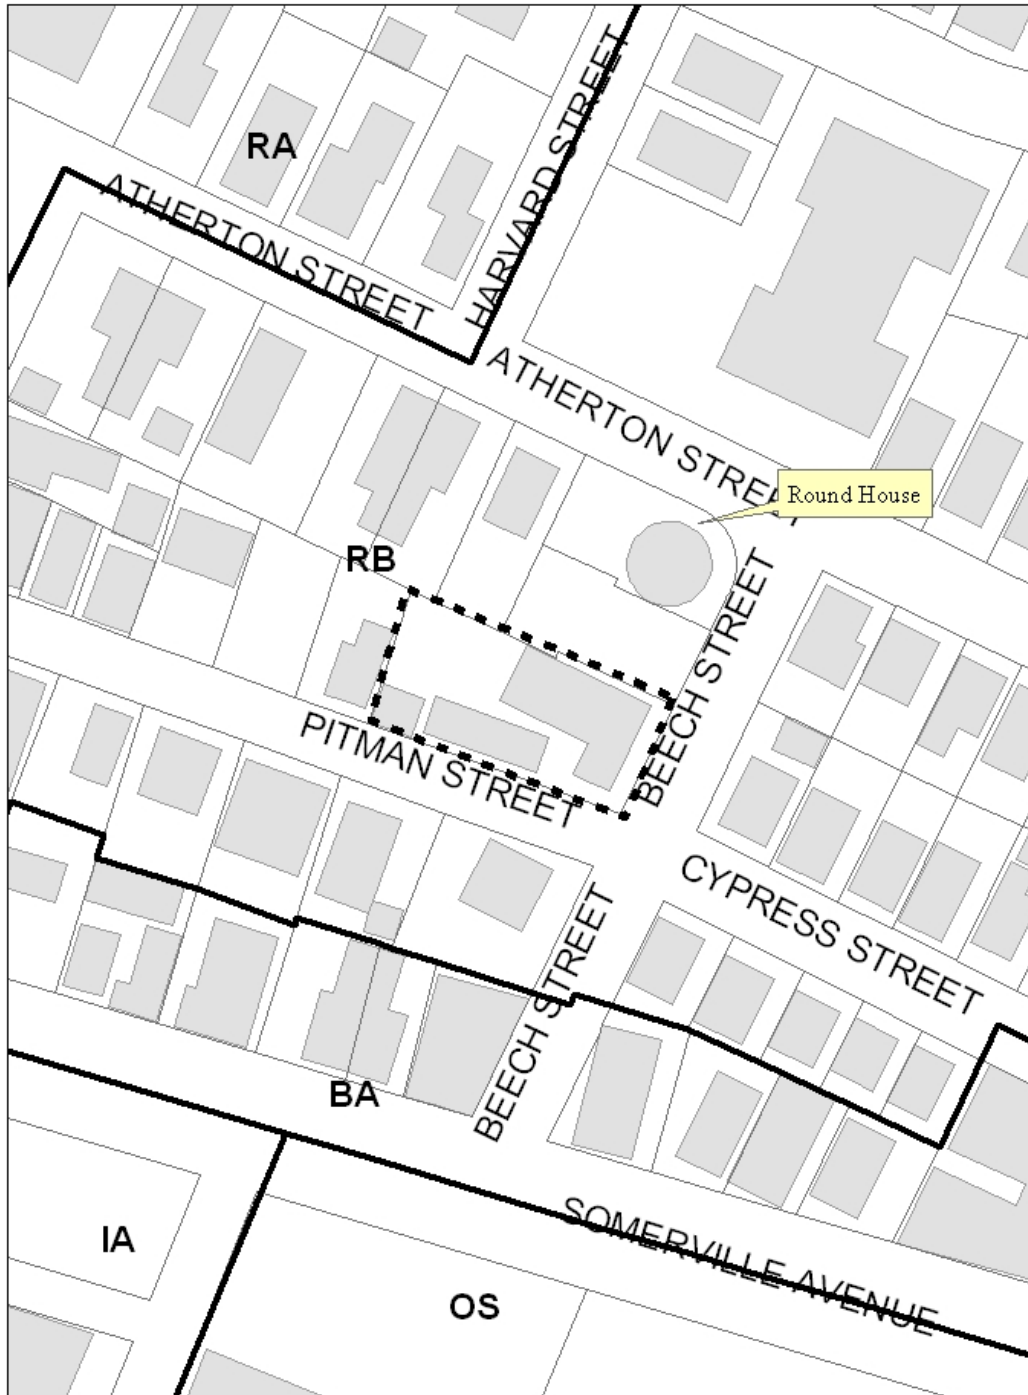 HARVARD STREET
RA
ATHERTON STREET
ATHERTON STREET
Round House
RB
BEECH STREET
PITMAN STREET
CYPRESS STREET
BEECH STREET
BA
SOMERVILLE AVENUE
IA
OS